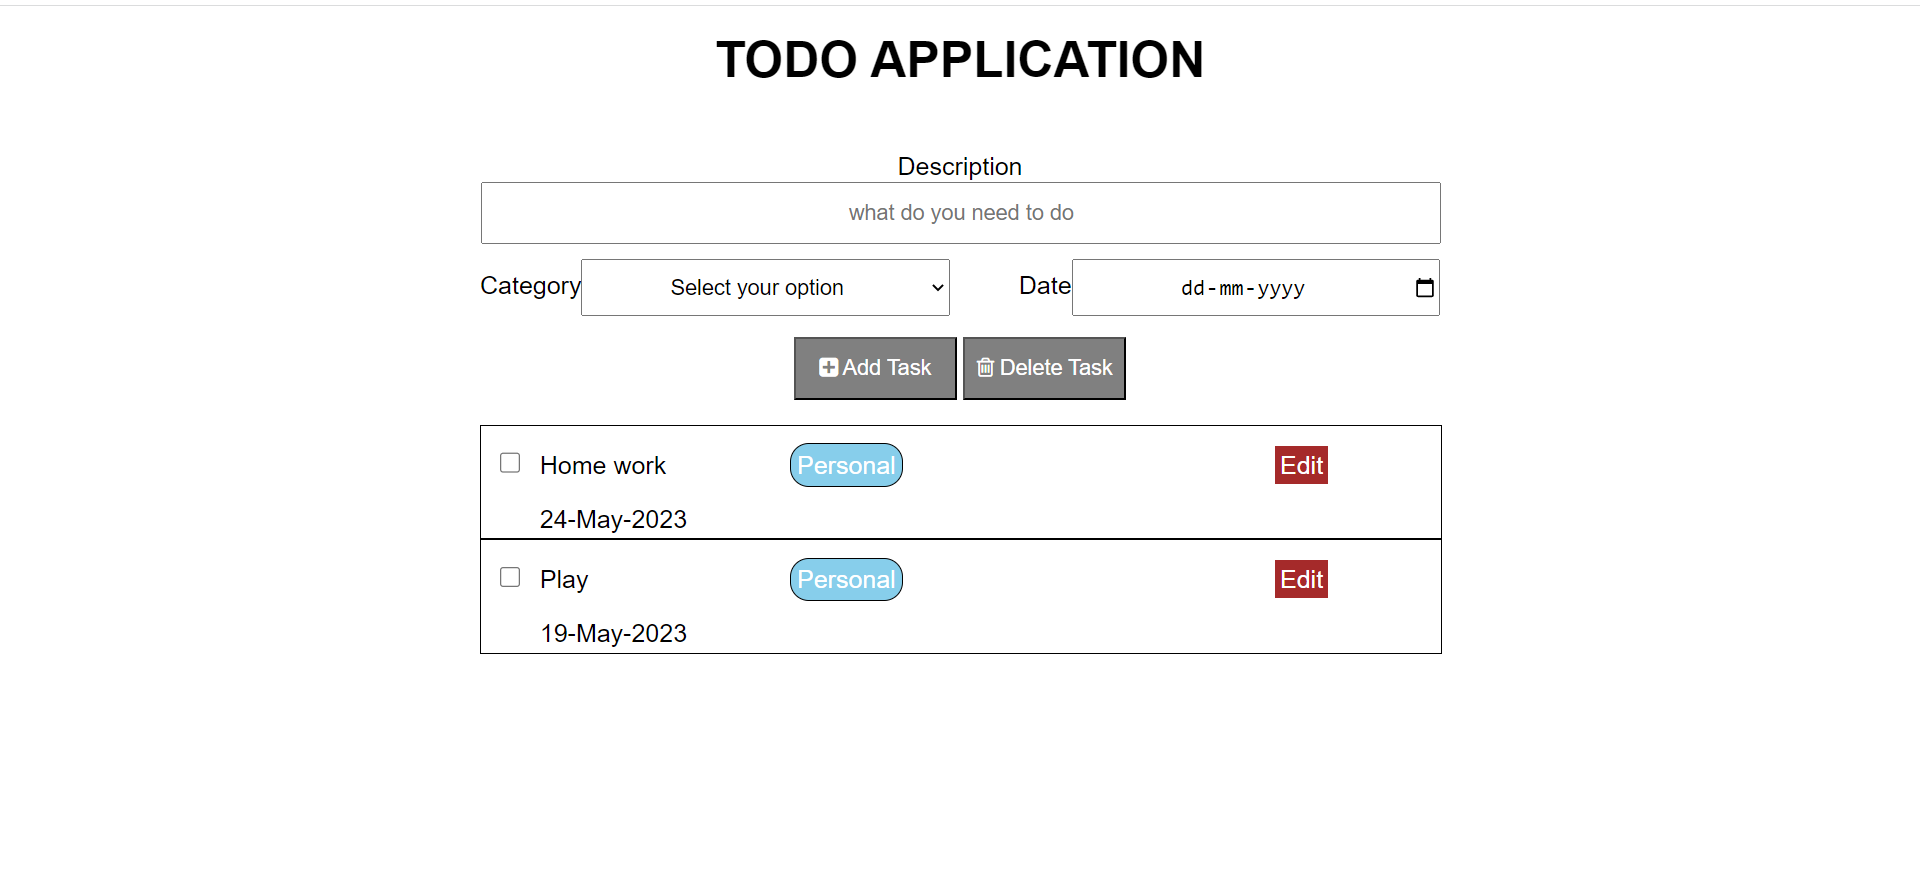 TODO APPLICATION
Description
what do you need to do
Category Select your option Date dd-mm-yyyy
Add Task Delete Task
Home work Personal Edit
24-May-2023
Play Personal Edit
19-May-2023